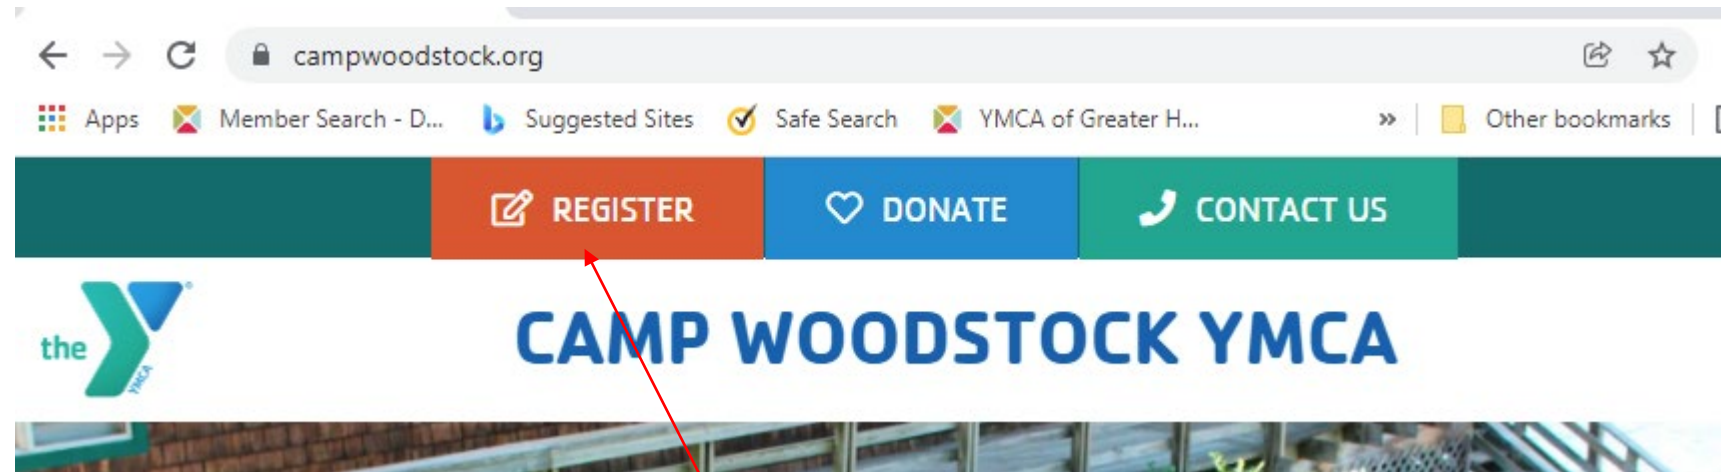 campwoodstock.org
Apps Member Search - D... Suggested Sites Safe Search YMCA of Greater H... » Other bookmarks
REGISTER DONATE CONTACT US
the Y® YMCA
CAMP WOODSTOCK YMCA